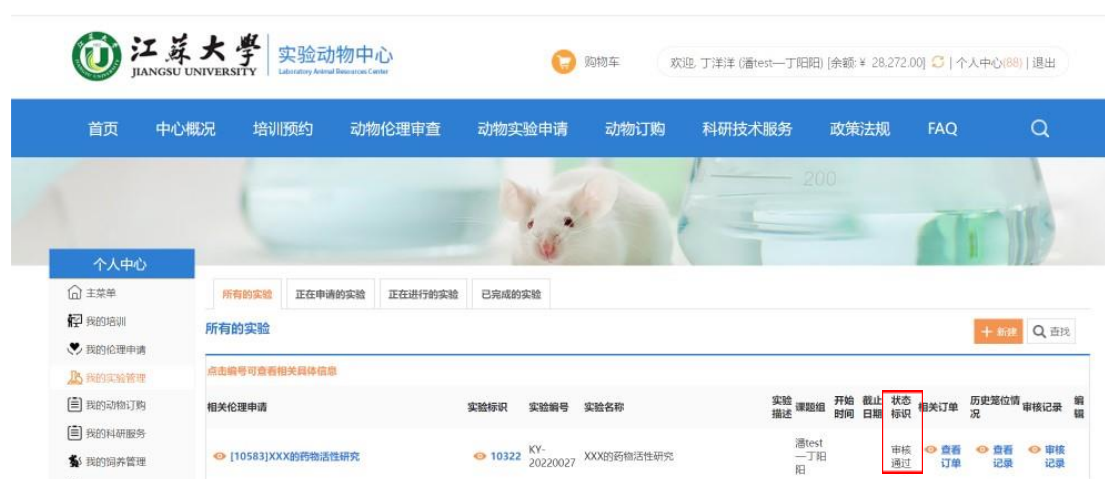 江苏大学
JIANGSU UNIVERSITY
实验动物中心
Laboratory Animal Resources Center
购物车
欢迎, 丁洋洋 (潘test—丁阳阳) [余额:¥ 28,272.00] | 个人中心(88) | 退出
首页 中心概况 培训预约 动物伦理审查 动物实验申请 动物订购 科研技术服务 政策法规 FAQ
200
个人中心
主菜单
我的培训
我的伦理申请
我的实验管理
我的动物订购
我的科研服务
我的饲养管理
所有的实验 正在申请的实验 正在进行的实验 已完成的实验
所有的实验
新建 查找
点击编号可查看相关具体信息
相关伦理申请 实验标识 实验编号 实验名称 实验描述 课题组 开始时间 截止日期 状态标识 相关订单 历史笼位情况 审核记录 编辑
[10583]XXX的药物活性研究 10322 KY-20220027 XXX的药物活性研究 潘test—丁阳阳 审核通过 查看订单 查看记录 审核记录